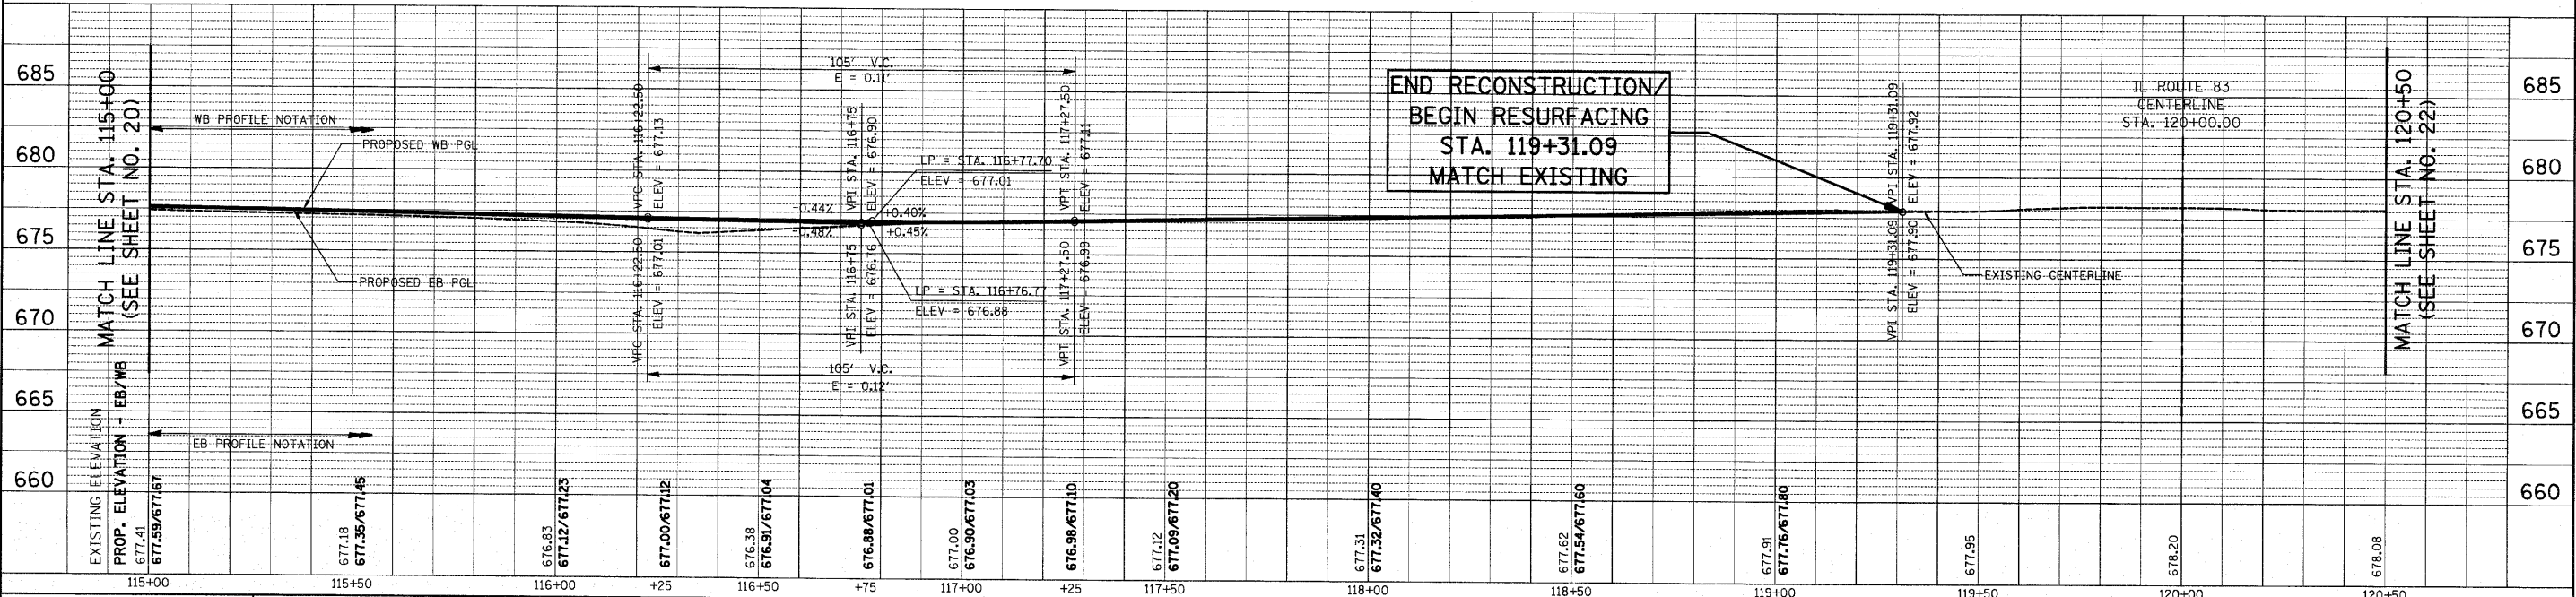 685
680
675
670
665
660
MATCH LINE STA. 115+00
(SEE SHEET NO. 20)
EXISTING ELEVATION
PROP. ELEVATION - EB/WB
WB PROFILE NOTATION
PROPOSED WB PGL
PROPOSED EB PGL
EB PROFILE NOTATION
105' V.C.
E = 0.11'
VPC STA. 116+22.50
ELEV = 677.13
VPI STA. 116+75
ELEV = 676.90
LP = STA. 116+77.70
ELEV = 677.01
VPT STA. 117+27.50
ELEV = 677.11
-0.44%
+0.40%
-0.48%
+0.45%
VPC STA. 116+22.50
ELEV = 677.01
VPI STA. 116+75
ELEV = 676.76
LP = STA. 116+76.77
ELEV = 676.88
VPT STA. 117+27.50
ELEV = 676.99
105' V.C.
E = 0.12'
END RECONSTRUCTION/
BEGIN RESURFACING
STA. 119+31.09
MATCH EXISTING
VPI STA. 119+31.09
ELEV = 677.92
VPI STA. 119+31.09
ELEV = 677.90
EXISTING CENTERLINE
IL ROUTE 83
CENTERLINE
STA. 120+00.00
MATCH LINE STA. 120+50
(SEE SHEET NO. 22)
685
680
675
670
665
660
677.41
677.59/677.67
677.18
677.35/677.45
676.83
677.12/677.23
677.00/677.12
676.38
676.91/677.04
676.88/677.01
677.00
676.90/677.03
676.98/677.10
677.12
677.09/677.20
677.31
677.32/677.40
677.62
677.54/677.60
677.91
677.76/677.80
677.95
678.20
678.08
115+00
115+50
116+00
+25
116+50
+75
117+00
+25
117+50
118+00
118+50
119+00
119+50
120+00
120+50